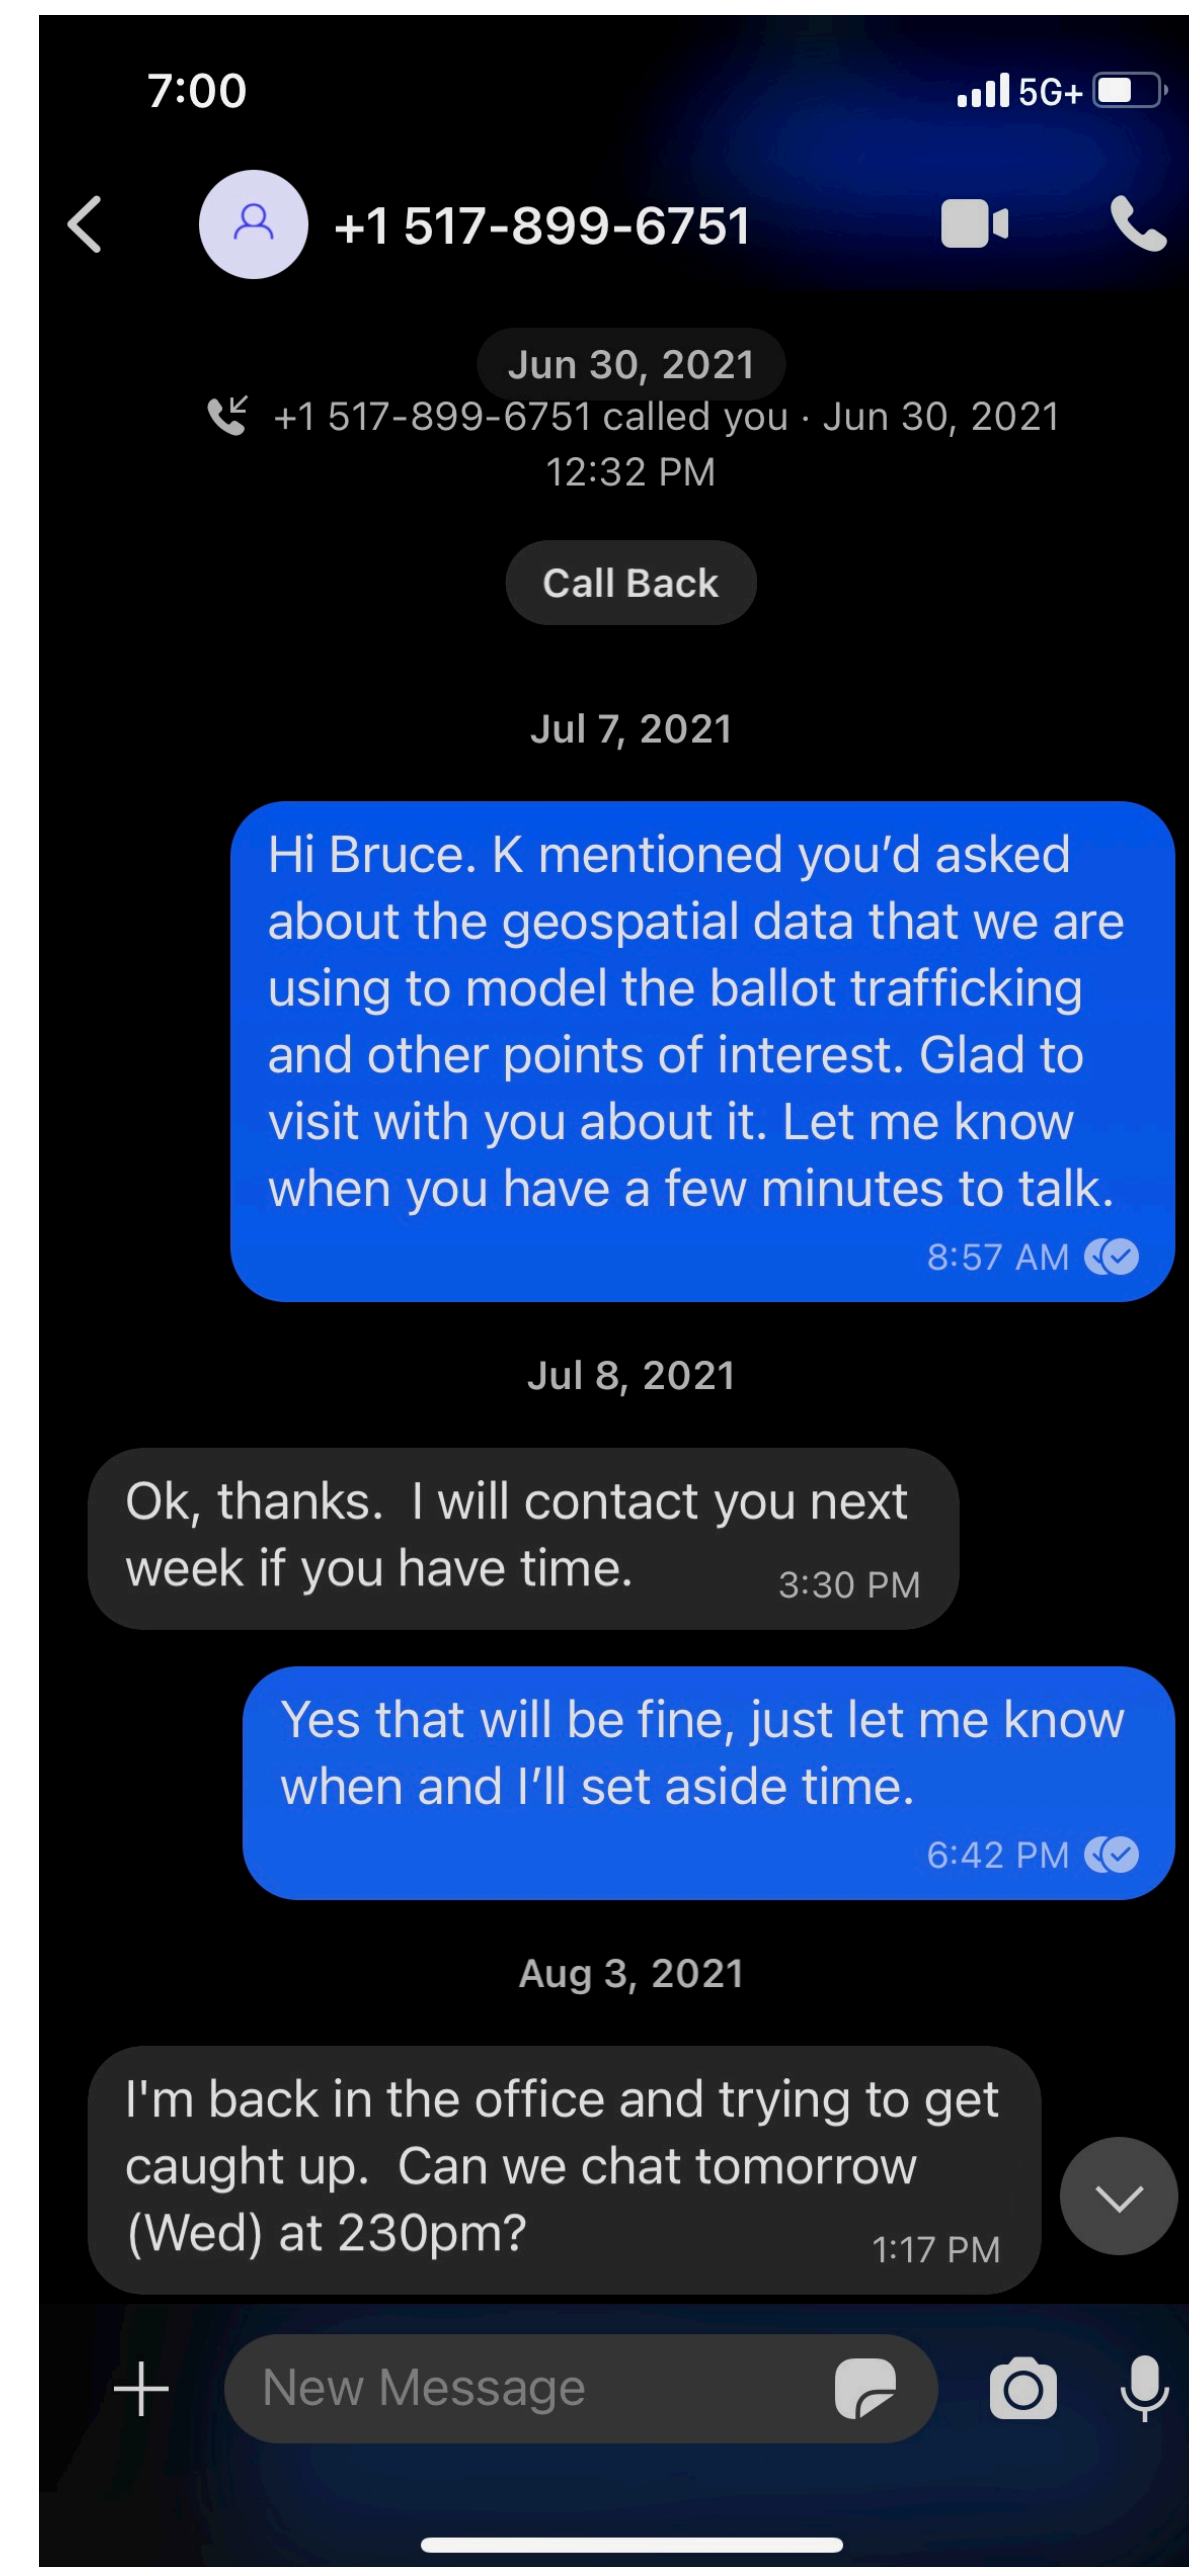 7:00
5G+
+1 517-899-6751
Jun 30, 2021
+1 517-899-6751 called you · Jun 30, 2021
12:32 PM
Call Back
Jul 7, 2021
Hi Bruce. K mentioned you’d asked
about the geospatial data that we are
using to model the ballot trafficking
and other points of interest. Glad to
visit with you about it. Let me know
when you have a few minutes to talk.
8:57 AM
Jul 8, 2021
Ok, thanks.  I will contact you next
week if you have time.
3:30 PM
Yes that will be fine, just let me know
when and I’ll set aside time.
6:42 PM
Aug 3, 2021
I'm back in the office and trying to get
caught up.  Can we chat tomorrow
(Wed) at 230pm?
1:17 PM
New Message